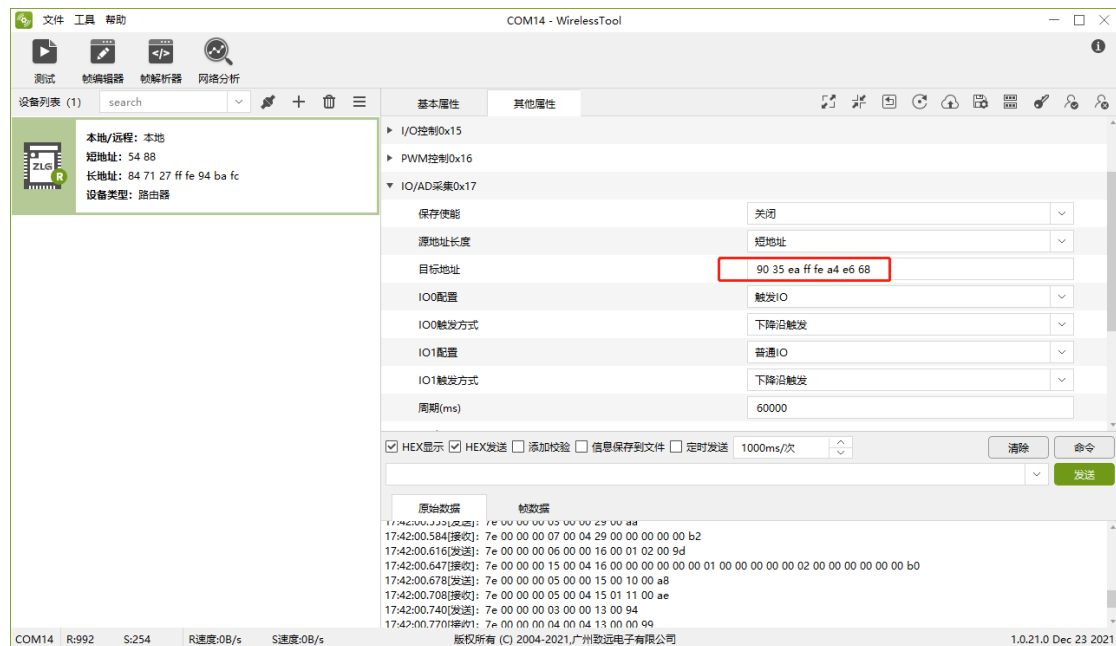 文件 工具 帮助 COM14 - WirelessTool
测试 帧编辑器 帧解析器 网络分析
设备列表 (1) search
基本属性 其他属性
本地/远程：本地
短地址：54 88
长地址：84 71 27 ff fe 94 ba fc
设备类型：路由器
ZLG
R
I/O控制0x15
PWM控制0x16
IO/AD采集0x17
保存使能 关闭
源地址长度 短地址
目标地址 90 35 ea ff fe a4 e6 68
IO0配置 触发IO
IO0触发方式 下降沿触发
IO1配置 普通IO
IO1触发方式 下降沿触发
周期(ms) 60000
HEX显示 HEX发送 添加校验 信息保存到文件 定时发送 1000ms/次 清除 命令
发送
原始数据 帧数据
17:42:00.553[发送]：7e 00 00 00 03 00 00 29 00 aa
17:42:00.584[接收]：7e 00 00 00 07 00 04 29 00 00 00 00 00 b2
17:42:00.616[发送]：7e 00 00 00 06 00 00 16 00 01 02 00 9d
17:42:00.647[接收]：7e 00 00 00 15 00 04 16 00 00 00 00 00 00 01 00 00 00 00 00 02 00 00 00 00 00 00 b0
17:42:00.678[发送]：7e 00 00 00 05 00 00 15 00 10 00 a8
17:42:00.708[接收]：7e 00 00 00 05 00 04 15 01 11 00 ae
17:42:00.740[发送]：7e 00 00 00 03 00 00 13 00 94
17:42:00.770[接收]：7e 00 00 00 04 00 04 13 00 00 99
COM14 R:992 S:254 R速度:0B/s S速度:0B/s 版权所有 (C) 2004-2021,广州致远电子有限公司 1.0.21.0 Dec 23 2021